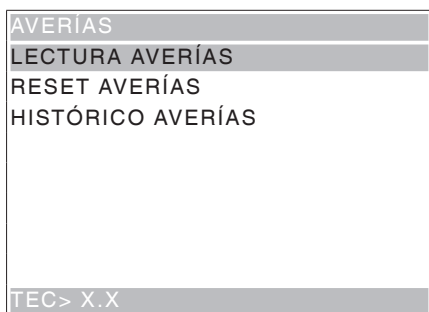 AVERÍAS
LECTURA AVERÍAS
RESET AVERÍAS
HISTÓRICO AVERÍAS
TEC> X.X